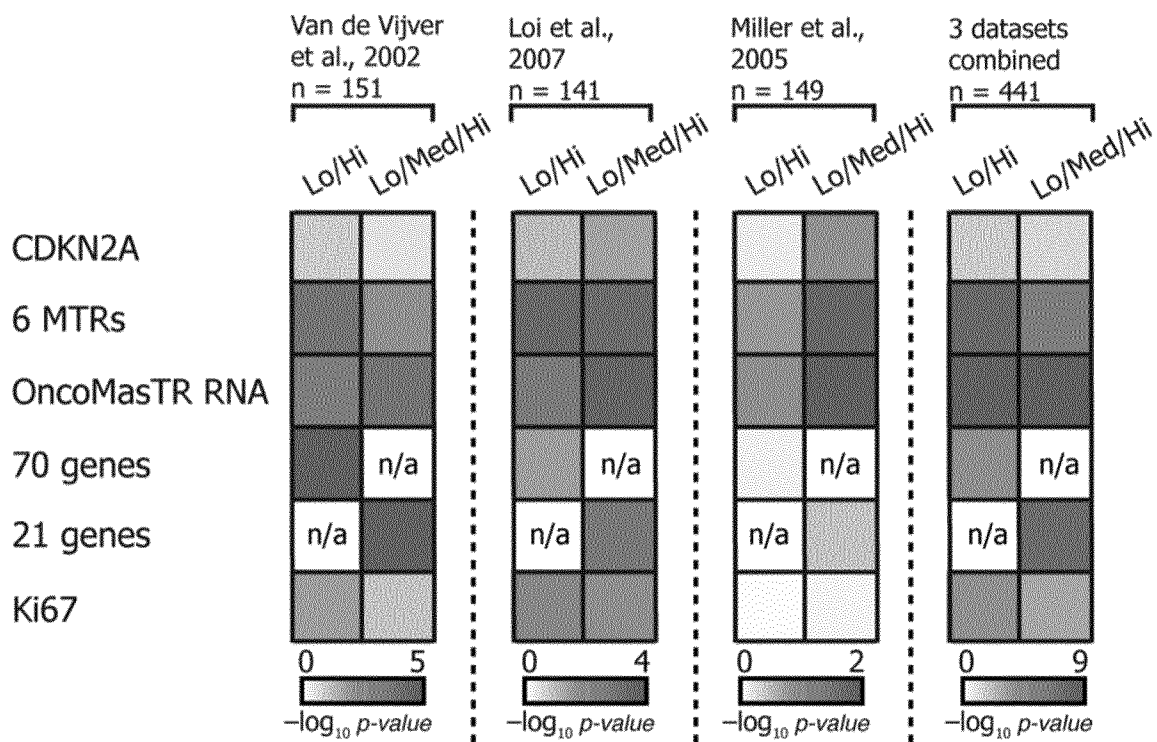 Van de Vijver
et al., 2002
n = 151
Loi et al.,
2007
n = 141
Miller et al.,
2005
n = 149
3 datasets
combined
n = 441
Lo/Hi
Lo/Med/Hi
Lo/Hi
Lo/Med/Hi
Lo/Hi
Lo/Med/Hi
Lo/Hi
Lo/Med/Hi
CDKN2A
6 MTRs
OncoMasTR RNA
70 genes
n/a
n/a
n/a
n/a
21 genes
n/a
n/a
n/a
n/a
Ki67
0 5
0 4
0 2
0 9
–log10 p-value
–log10 p-value
–log10 p-value
–log10 p-value